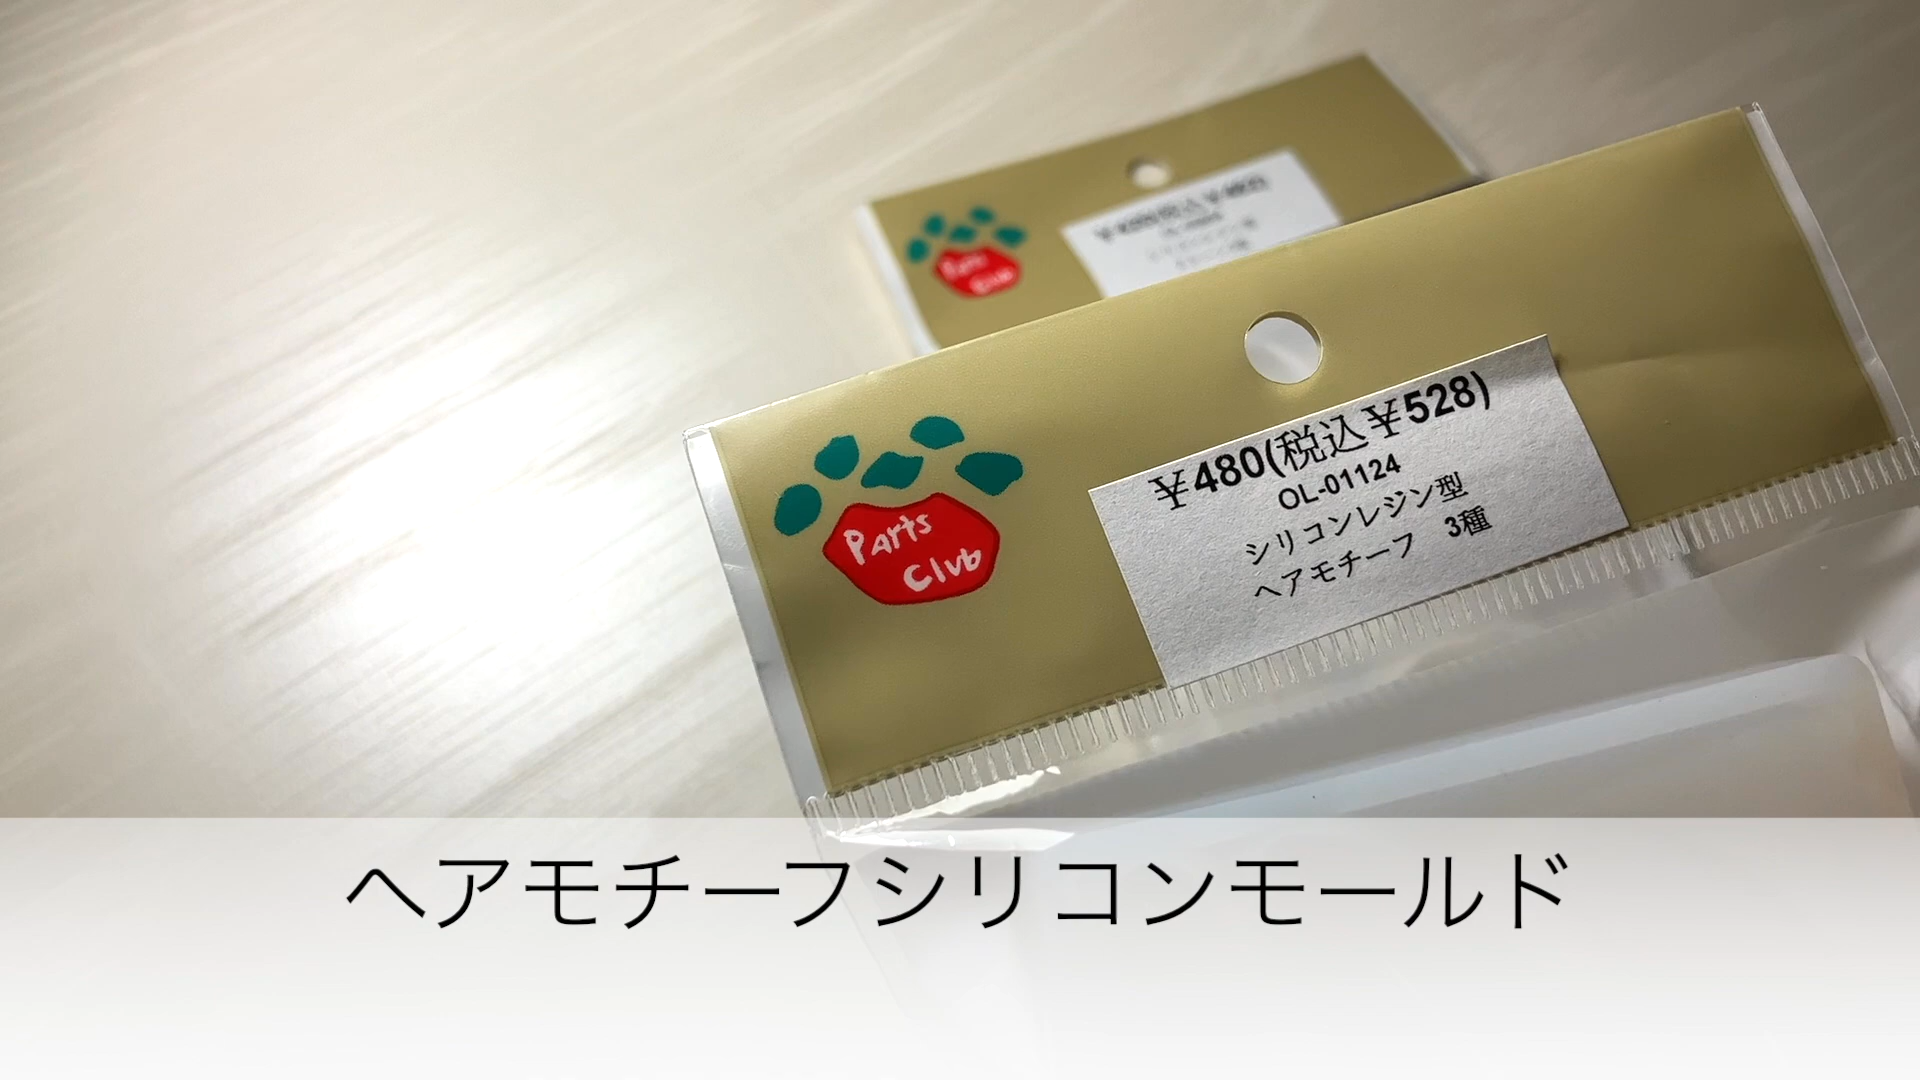 Parts
Club
Parts
Club
¥480(税込¥528)
OL-01124
シリコンレジン型
ヘアモチーフ 3種
ヘアモチーフシリコンモールド